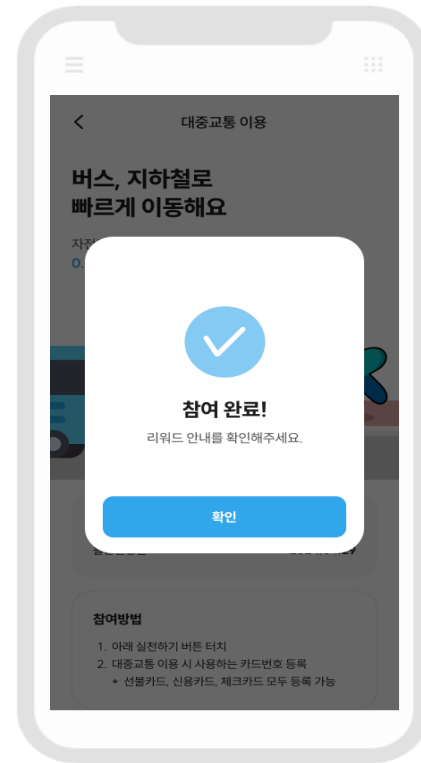 대중교통 이용
버스, 지하철로
빠르게 이동해요
참여 완료!
리워드 안내를 확인해주세요.
확인
참여방법
1. 아래 실천하기 버튼 터치
2. 대중교통 이용 시 사용하는 카드번호 등록
* 선불카드, 신용카드, 체크카드 모두 등록 가능